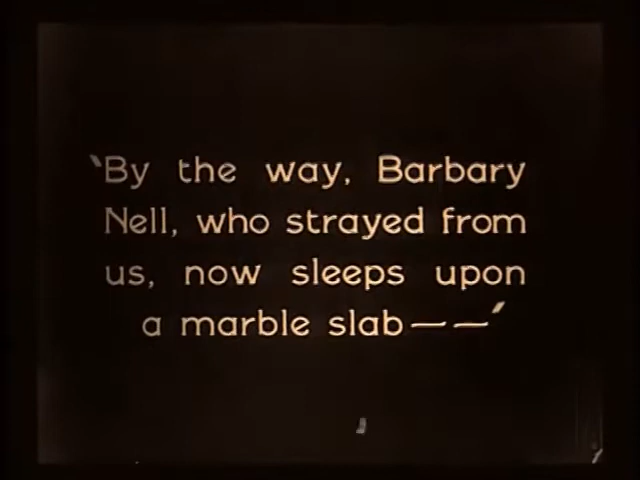 ‘By the way, Barbary
Nell, who strayed from
us, now sleeps upon
a marble slab——’